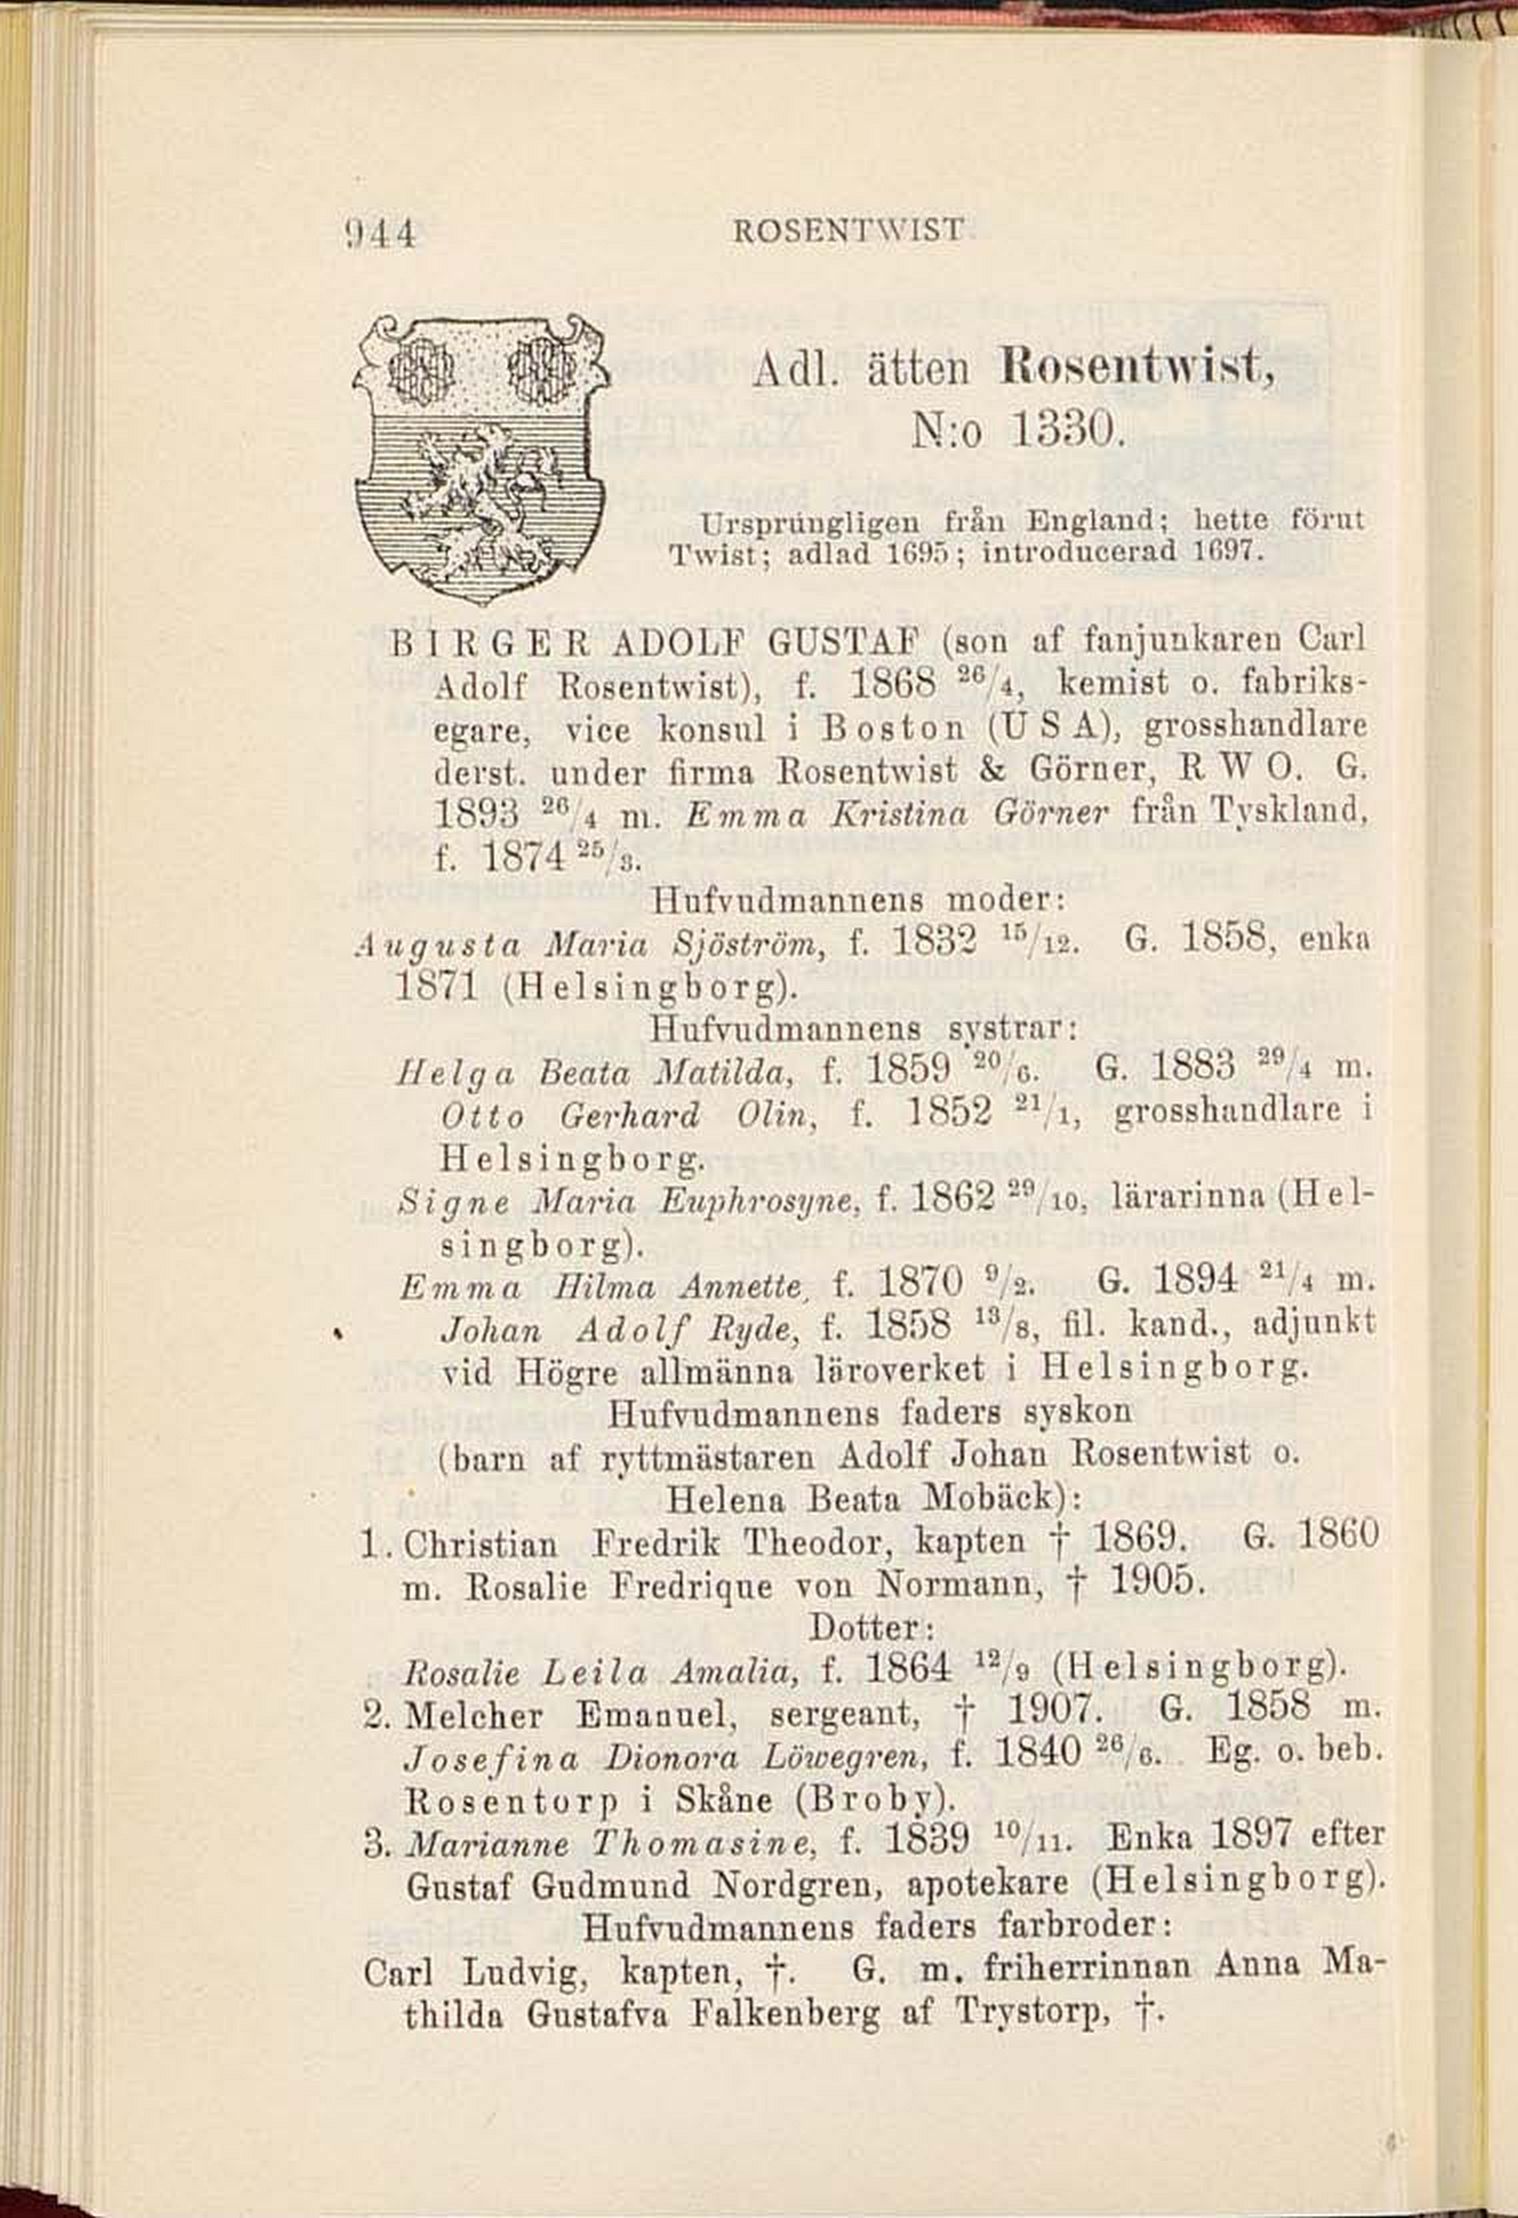 944 ROSENTWIST
Adl. ätten Rosentwist,
N:o 1330.
Ursprungligen från England; hette förut
Twist; adlad 1695; introducerad 1697.
BIRGER ADOLF GUSTAF (son af fanjunkaren Carl
Adolf Rosentwist), f. 1868 26/4, kemist o. fabriks-
egare, vice konsul i Boston (U S A), grosshandlare
derst. under firma Rosentwist & Görner, R W O. G.
1893 26/4 m. Emma Kristina Görner från Tyskland,
f. 1874 25/3.
Hufvudmannens moder:
Augusta Maria Sjöström, f. 1832 15/12. G. 1858, enka
1871 (Helsingborg).
Hufvudmannens systrar:
Helga Beata Matilda, f. 1859 20/6. G. 1883 29/4 m.
Otto Gerhard Olin, f. 1852 21/1, grosshandlare i
Helsingborg.
Signe Maria Euphrosyne, f. 1862 29/10, lärarinna (Hel-
singborg).
Emma Hilma Annette, f. 1870 9/2. G. 1894 21/4 m.
Johan Adolf Ryde, f. 1858 13/8, fil. kand., adjunkt
vid Högre allmänna läroverket i Helsingborg.
Hufvudmannens faders syskon
(barn af ryttmästaren Adolf Johan Rosentwist o.
Helena Beata Mobäck):
1. Christian Fredrik Theodor, kapten † 1869. G. 1860
m. Rosalie Fredrique von Normann, † 1905.
Dotter:
Rosalie Leila Amalia, f. 1864 12/9 (Helsingborg).
2. Melcher Emanuel, sergeant, † 1907. G. 1858 m.
Josefina Dionora Löwegren, f. 1840 26/6. Eg. o. beb.
Rosentorp i Skåne (Broby).
3. Marianne Thomasine, f. 1839 10/11. Enka 1897 efter
Gustaf Gudmund Nordgren, apotekare (Helsingborg).
Hufvudmannens faders farbroder:
Carl Ludvig, kapten, †. G. m. friherrinnan Anna Ma-
thilda Gustafva Falkenberg af Trystorp, †.